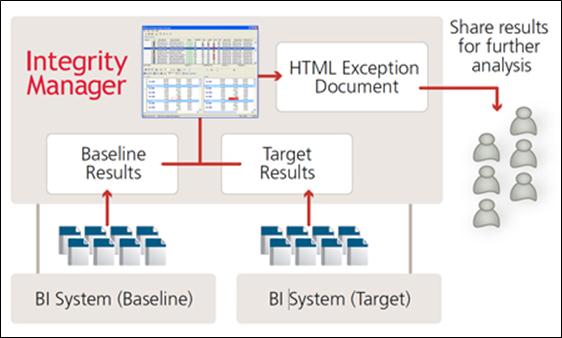 Integrity
Manager
HTML Exception
Document
Share results
for further
analysis
Baseline
Results
Target
Results
BI System (Baseline)
BI System (Target)